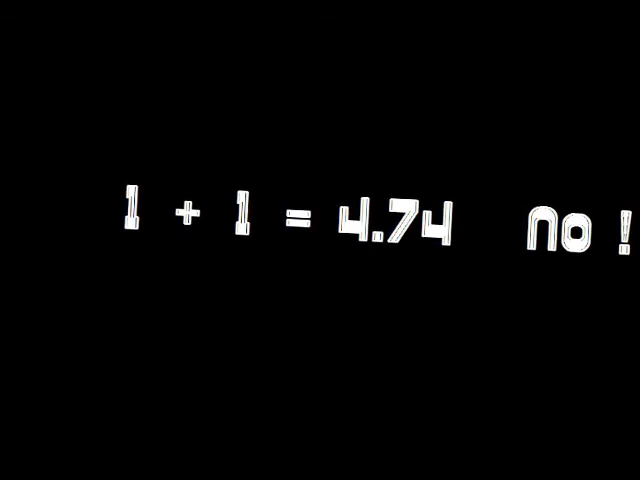 1 + 1 = 4.74 No !